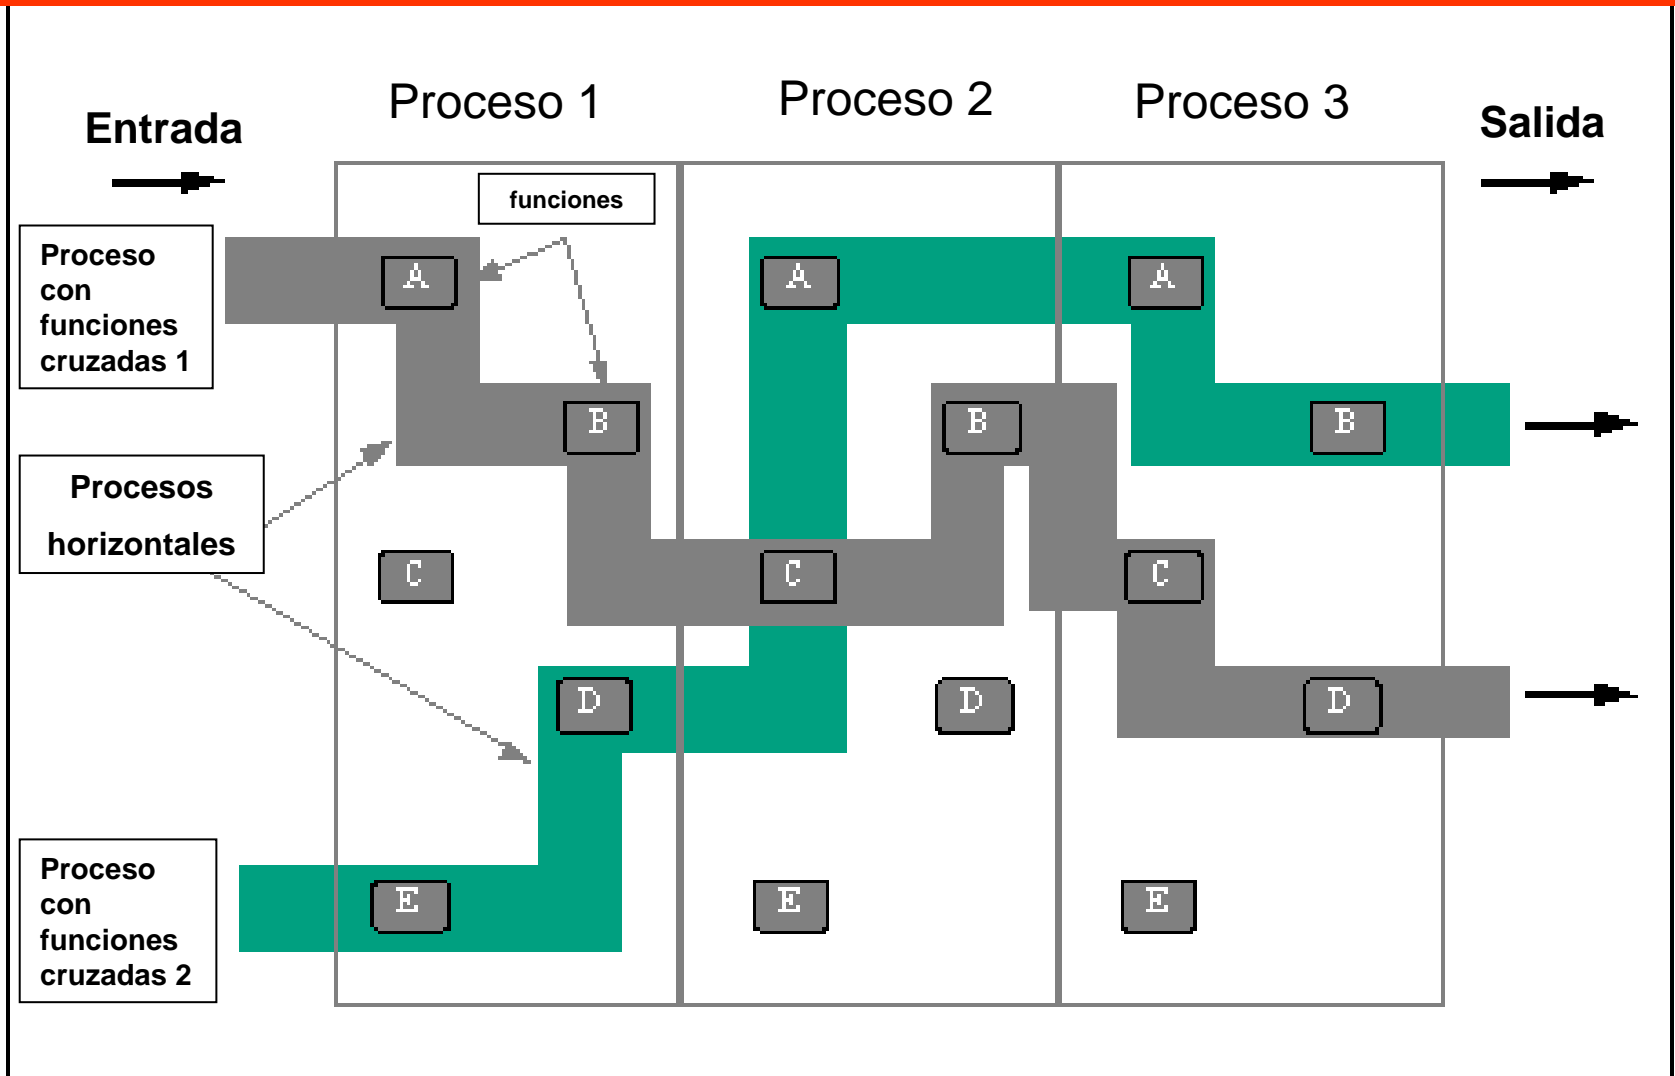 Proceso 1
Proceso 2
Proceso 3
Entrada
Salida
funciones
Proceso
con
funciones
cruzadas 1
A
A
A
B
B
B
Procesos
horizontales
C
C
C
D
D
D
Proceso
con
funciones
cruzadas 2
E
E
E